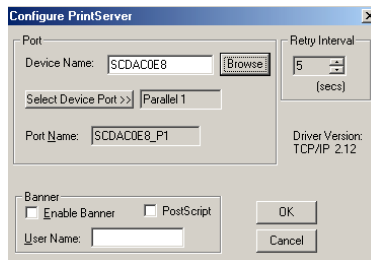 Configure PrintServer
Port
Device Name: SCDAC0E8 Browse
Select Device Port >> Parallel 1
Port Name: SCDAC0E8_P1
Retry Interval
5
(secs)
Driver Version:
TCP/IP 2.12
Banner
Enable Banner PostScript
User Name:
OK
Cancel